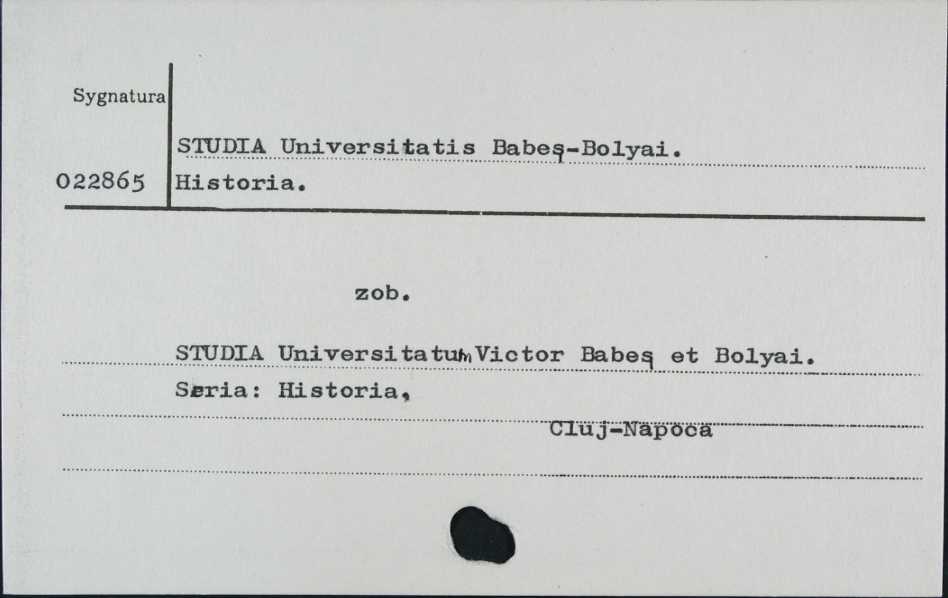 Sygnatura
STUDIA Universitatis Babeş-Bolyai.
022865 Historia.
zob.
STUDIA Universitatum Victor Babeş et Bolyai.
Seria: Historia,
Cluj-Napoca